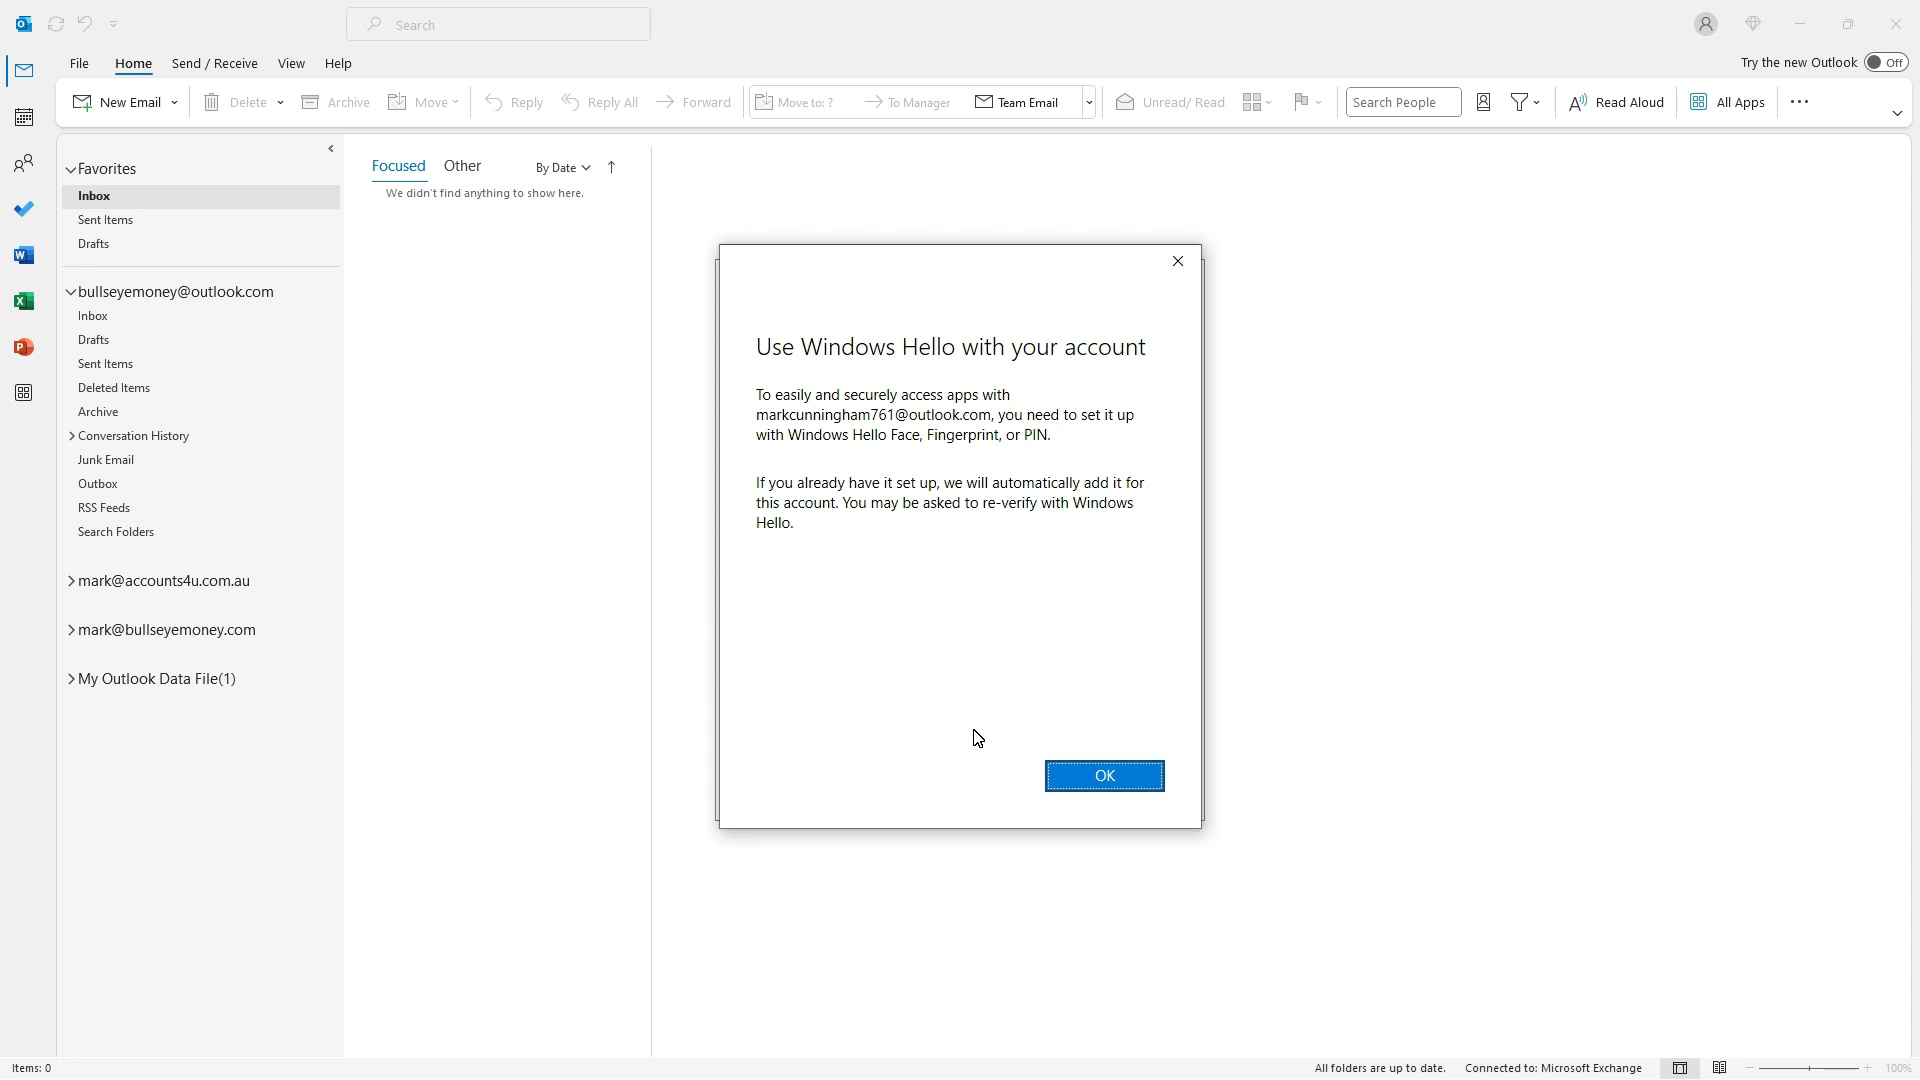 Search
File Home Send / Receive View Help
Try the new Outlook Off
New Email Delete Archive Move Reply Reply All Forward Move to: ? To Manager Team Email Unread/ Read Search People Read Aloud All Apps
Favorites
Inbox
Sent Items
Drafts
bullseyemoney@outlook.com
Inbox
Drafts
Sent Items
Deleted Items
Archive
Conversation History
Junk Email
Outbox
RSS Feeds
Search Folders
mark@accounts4u.com.au
mark@bullseyemoney.com
My Outlook Data File(1)
Focused Other By Date
We didn't find anything to show here.
Use Windows Hello with your account
To easily and securely access apps with
markcunningham761@outlook.com, you need to set it up
with Windows Hello Face, Fingerprint, or PIN.
If you already have it set up, we will automatically add it for
this account. You may be asked to re-verify with Windows
Hello.
OK
Items: 0
All folders are up to date. Connected to: Microsoft Exchange 100%